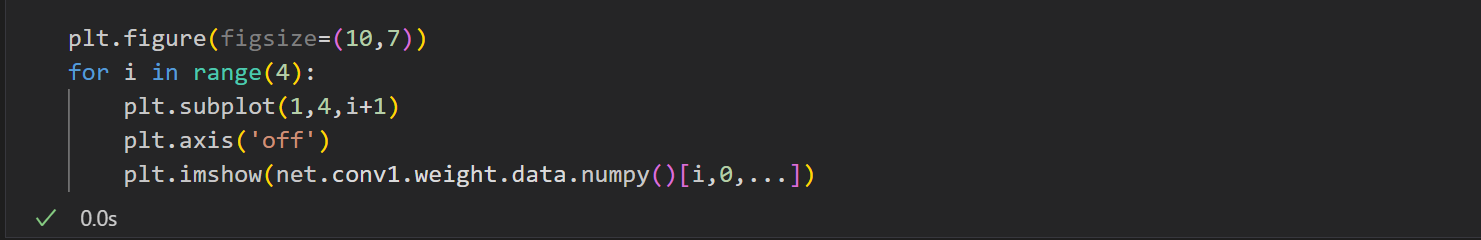 plt.figure(figsize=(10,7))
for i in range(4):
    plt.subplot(1,4,i+1)
    plt.axis('off')
    plt.imshow(net.conv1.weight.data.numpy()[i,0,...])
0.0s